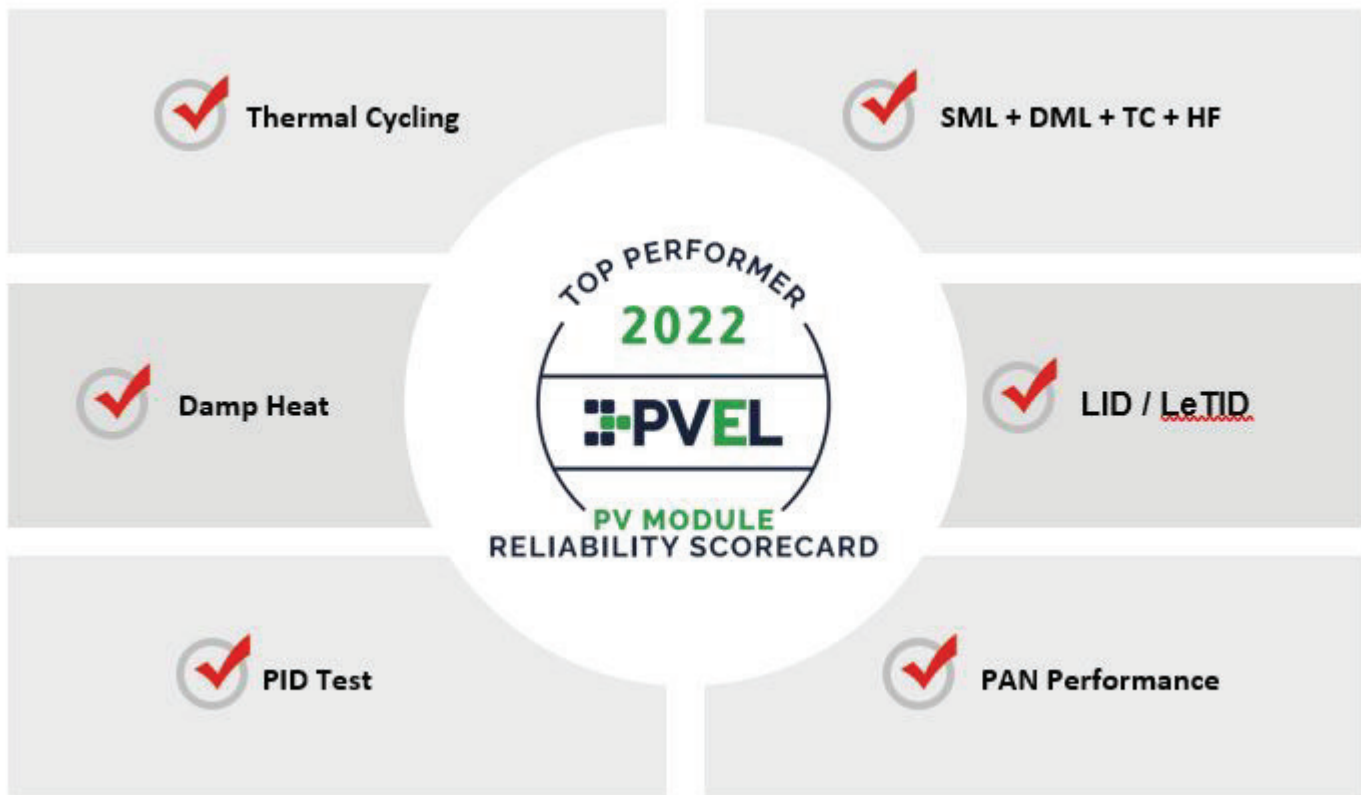 Thermal Cycling
SML + DML + TC + HF
TOP PERFORMER
2022
PVEL
PV MODULE
RELIABILITY SCORECARD
Damp Heat
LID / LeTID
PID Test
PAN Performance